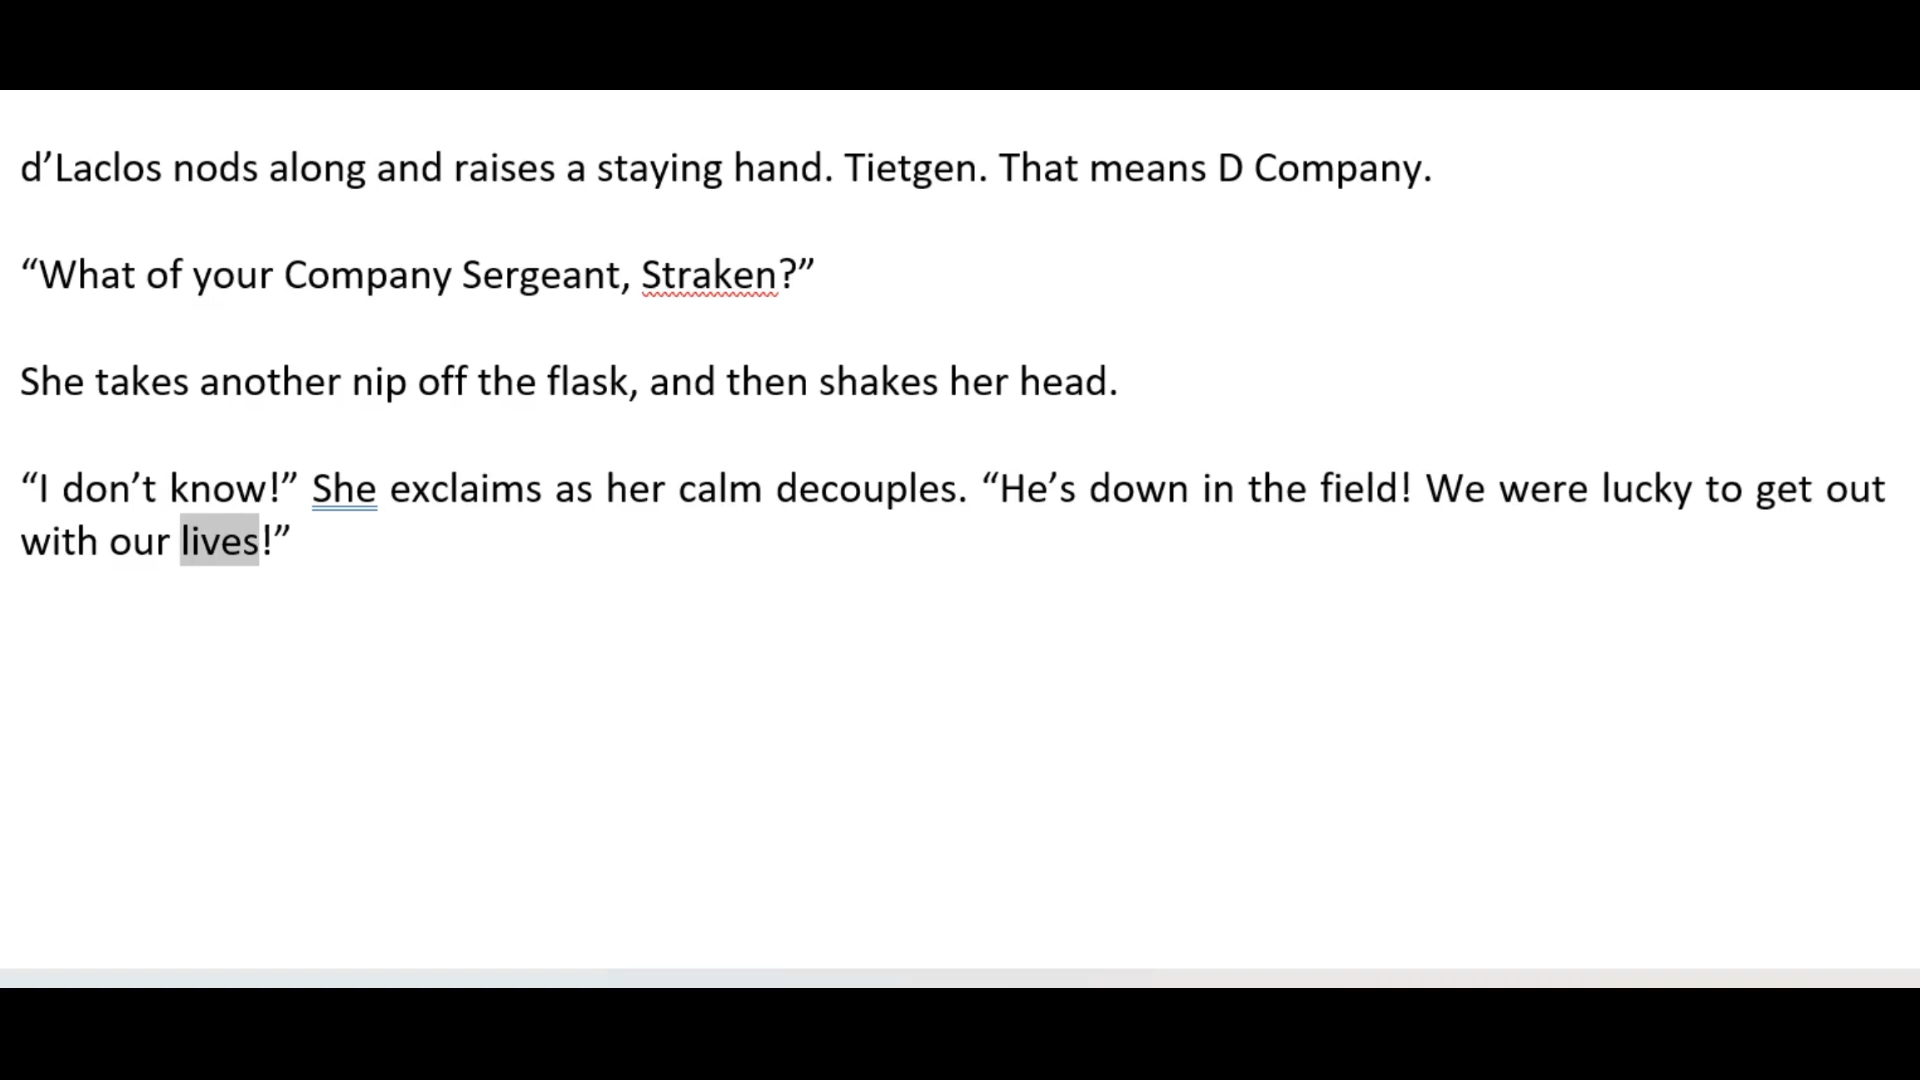 d’Laclos nods along and raises a staying hand. Tietgen. That means D Company.
“What of your Company Sergeant, Straken?”
She takes another nip off the flask, and then shakes her head.
“I don’t know!” She exclaims as her calm decouples. “He’s down in the field! We were lucky to get out
with our lives!”